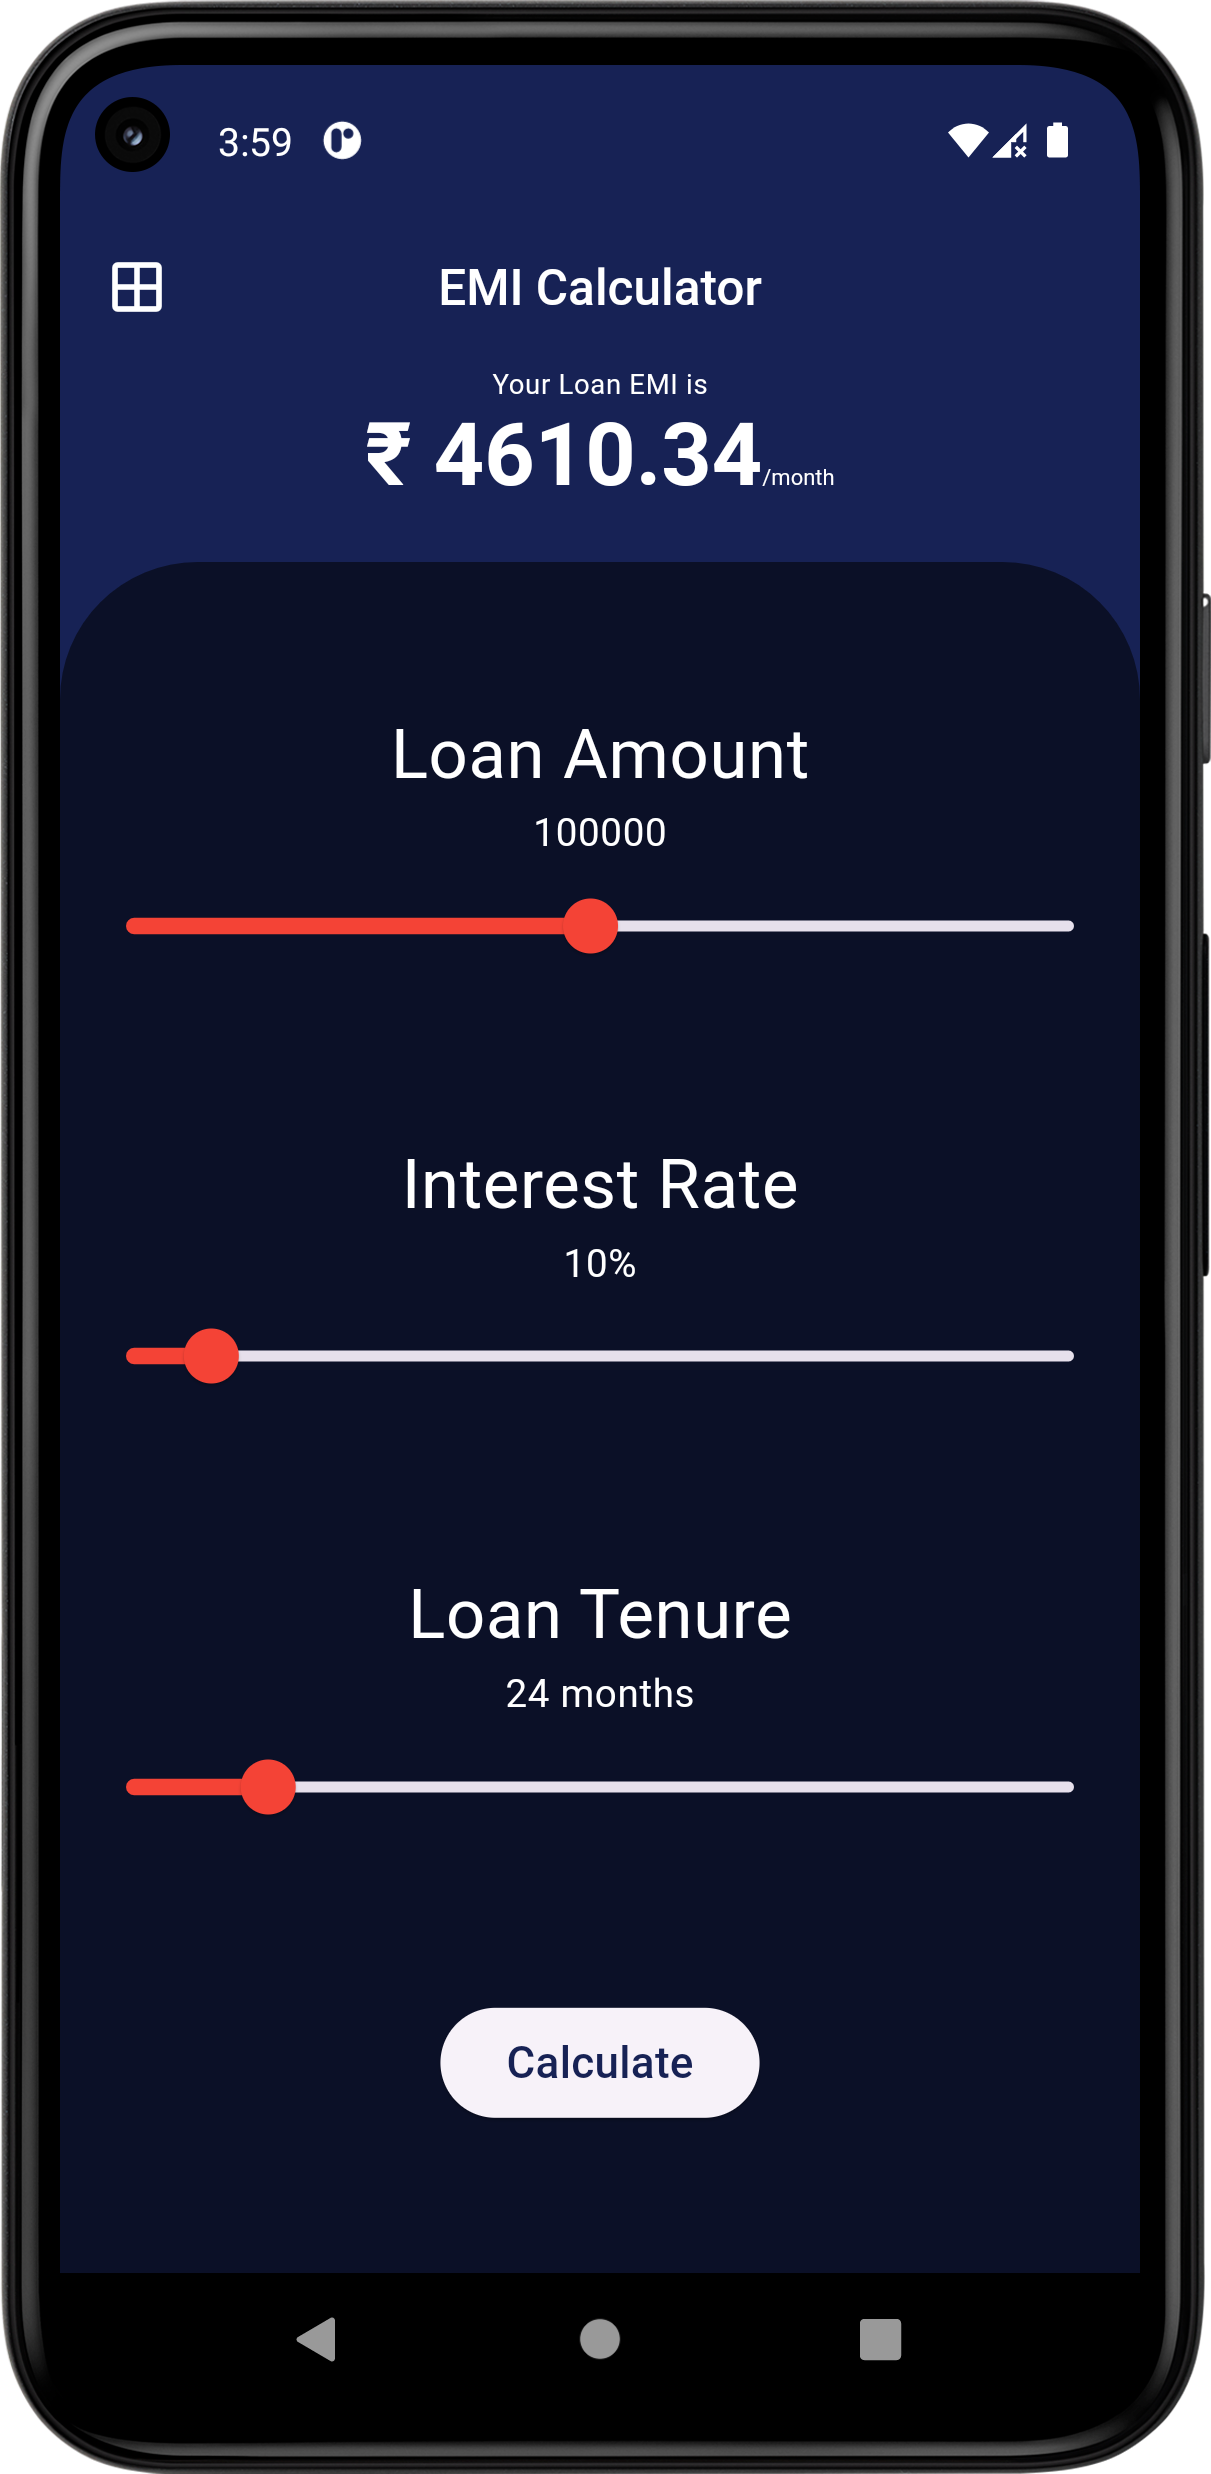 3:59
EMI Calculator
Your Loan EMI is
₹ 4610.34/month
Loan Amount
100000
Interest Rate
10%
Loan Tenure
24 months
Calculate